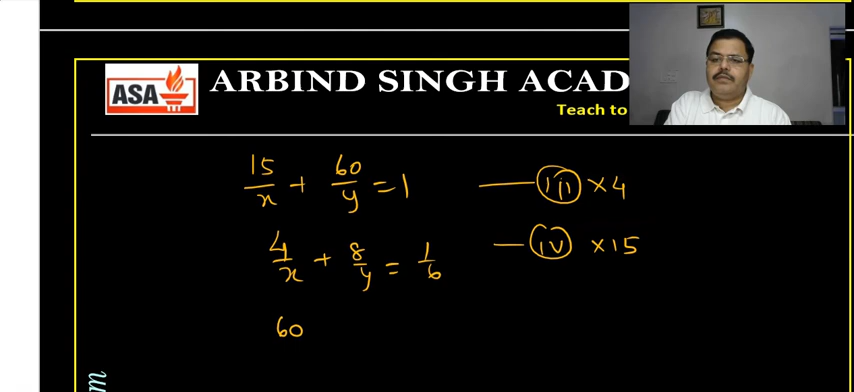 ASA
ARBIND SINGH ACAD
Teach to
15/x + 60/y = 1 —— (iii) × 4
4/x + 8/y = 1/6 — (iv) × 15
60
m